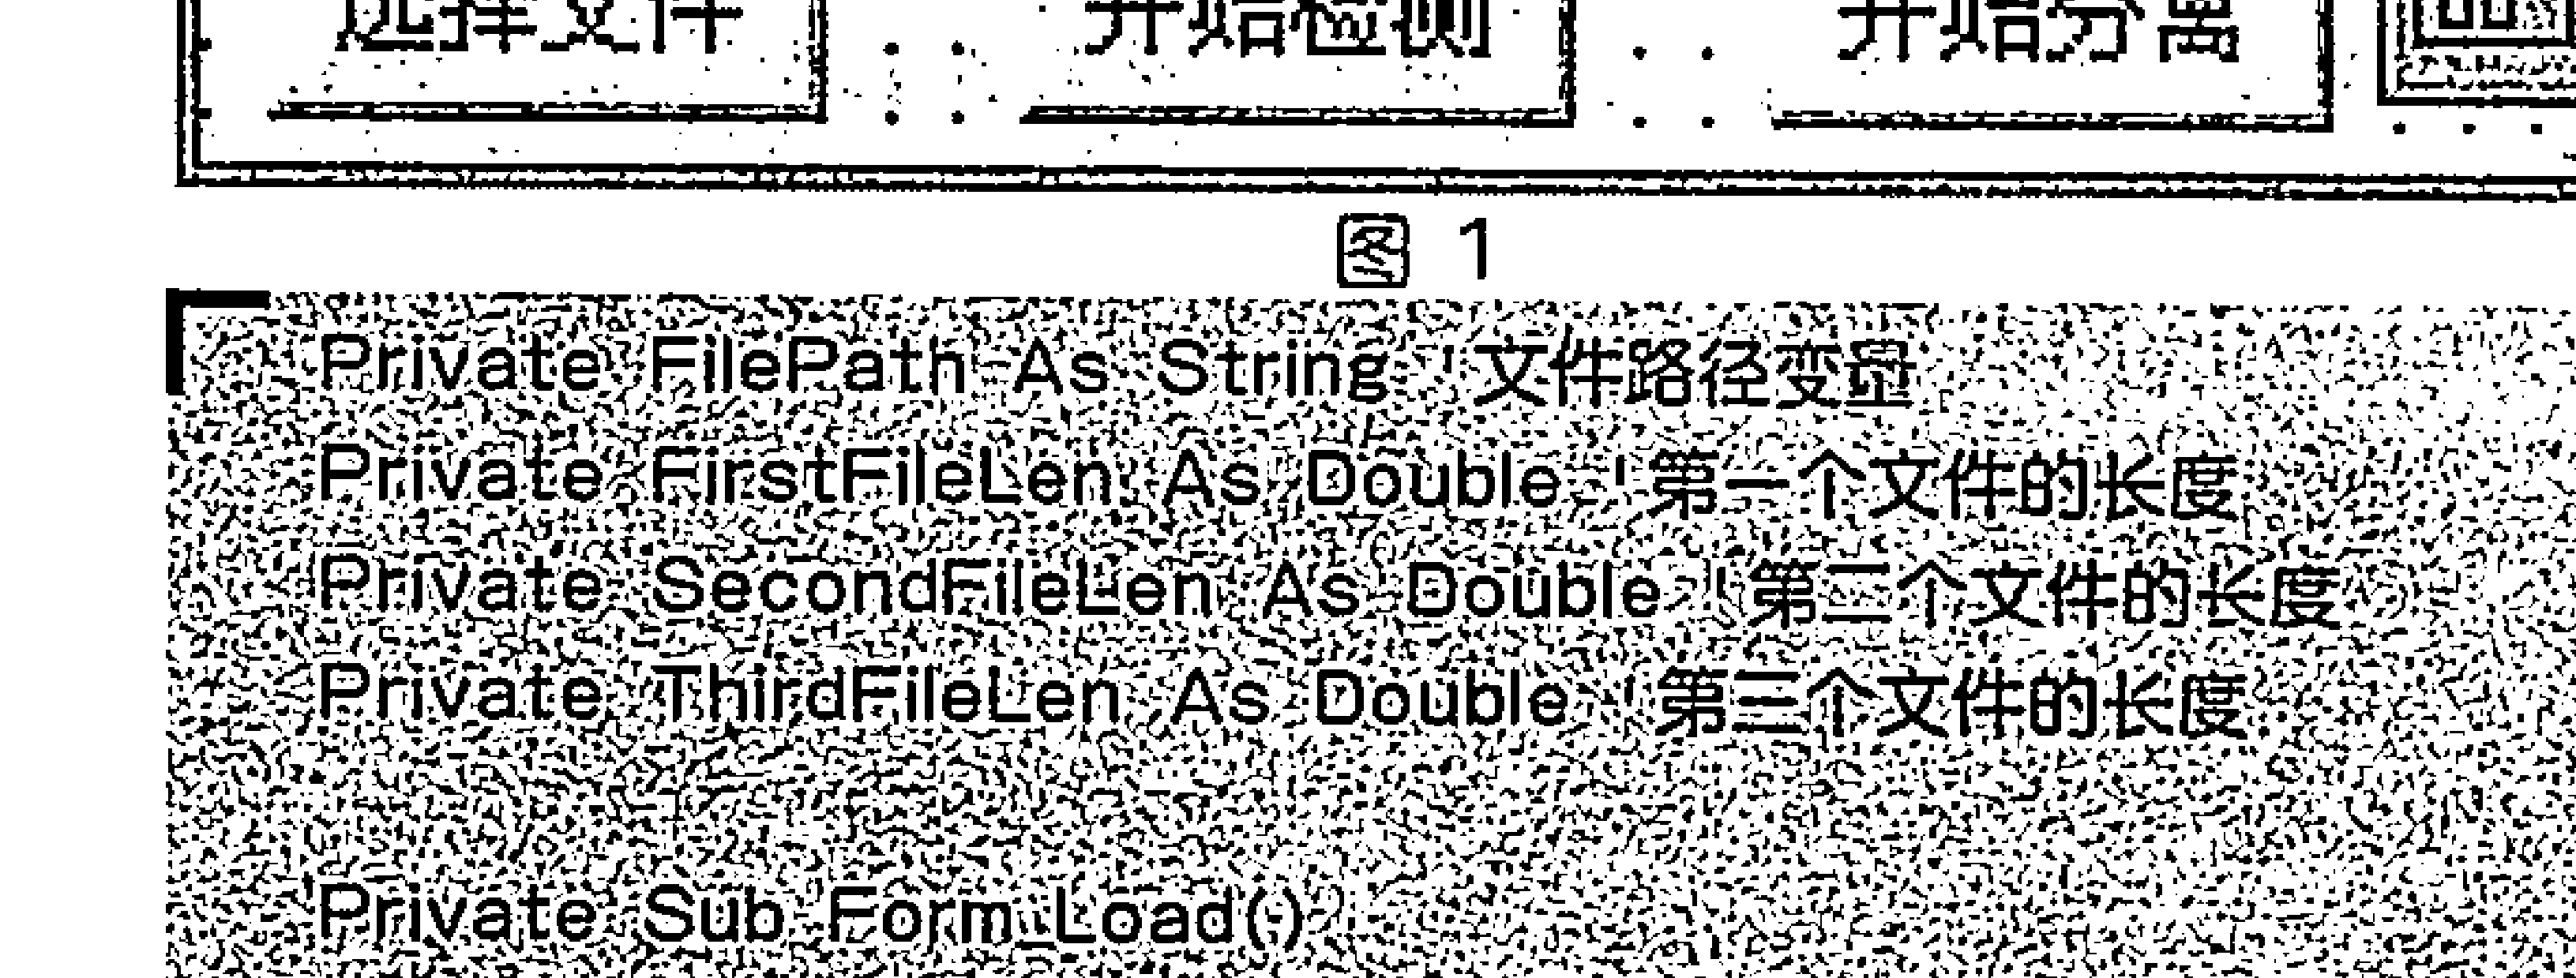 选择文件 开始检测 开始分离
图 1
Private FilePath As String ' 文件路径变量
Private FirstFileLen As Double ' 第一个文件的长度
Private SecondFileLen As Double ' 第二个文件的长度
Private ThirdFileLen As Double ' 第三个文件的长度
Private Sub Form_Load()